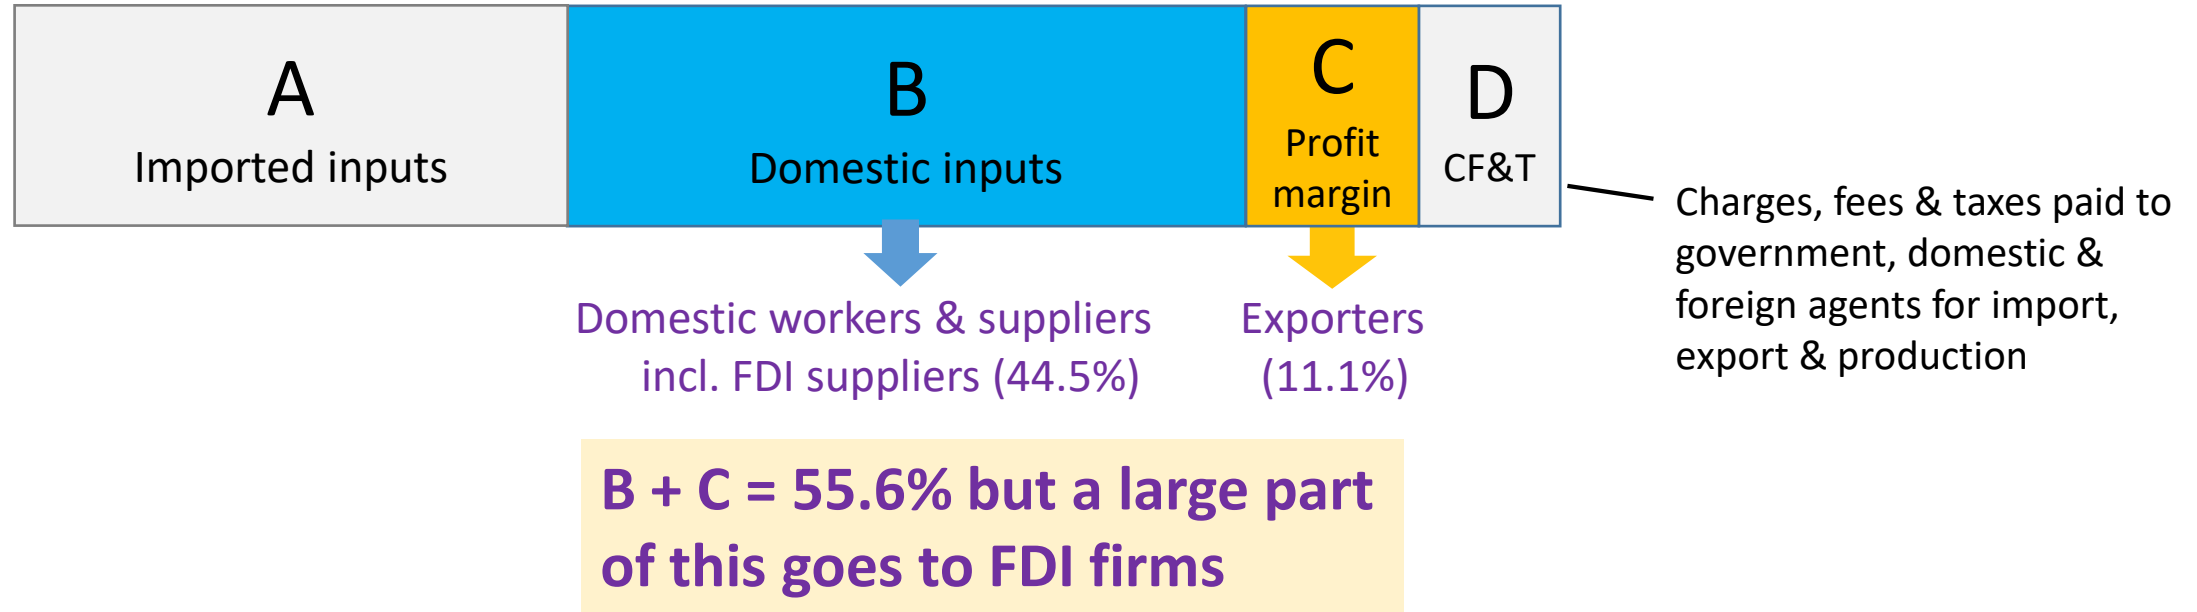 A
Imported inputs
B
Domestic inputs
C
Profit
margin
D
CF&T
Charges, fees & taxes paid to
government, domestic &
foreign agents for import,
export & production
Domestic workers & suppliers
incl. FDI suppliers (44.5%)
Exporters
(11.1%)
B + C = 55.6% but a large part
of this goes to FDI firms